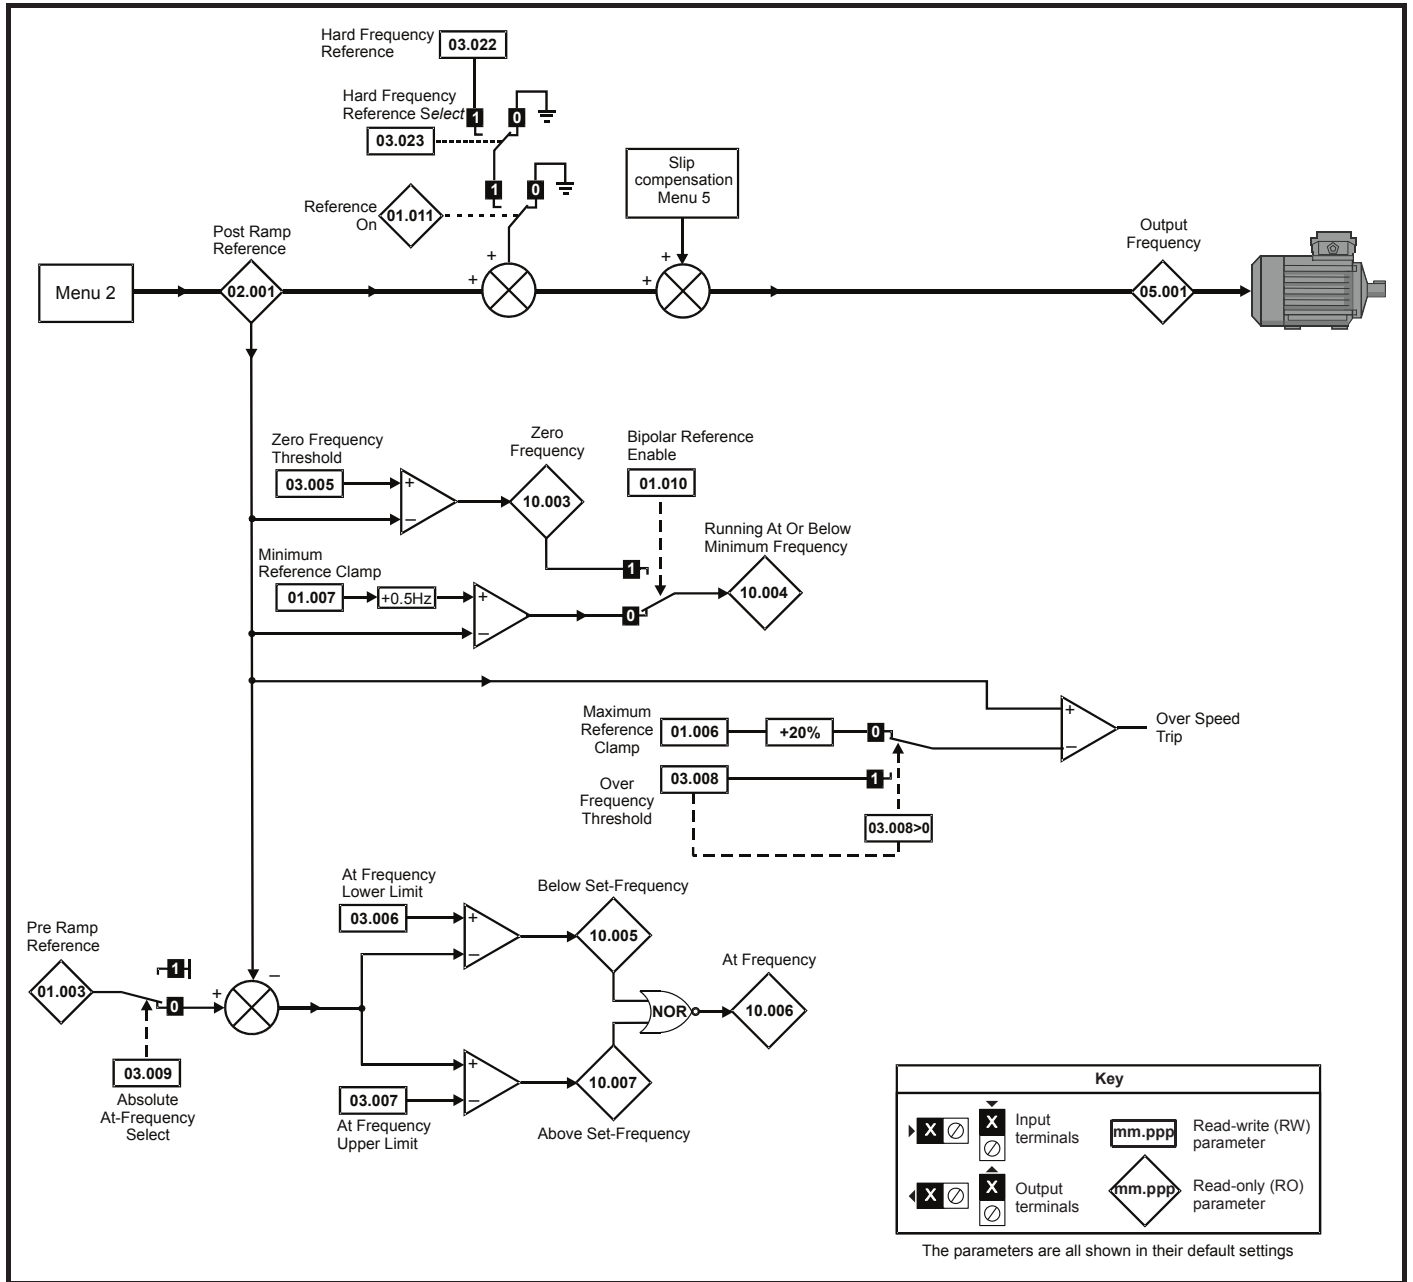 Hard Frequency
Reference
03.022
Hard Frequency
Reference Select
1
0
03.023
Reference
On
01.011
1
0
Slip
compensation
Menu 5
Post Ramp
Reference
Output
Frequency
Menu 2
02.001
+
+
+
+
05.001
Zero Frequency
Threshold
03.005
+
−
Zero
Frequency
10.003
Bipolar Reference
Enable
01.010
Running At Or Below
Minimum Frequency
10.004
Minimum
Reference Clamp
01.007
+0.5Hz
+
−
1
0
Maximum
Reference
Clamp
01.006
+20%
0
+
−
Over Speed
Trip
Over
Frequency
Threshold
03.008
1
03.008>0
At Frequency
Lower Limit
03.006
+
−
Below Set-Frequency
10.005
Pre Ramp
Reference
01.003
1
0
+
−
NOR
At Frequency
10.006
03.009
Absolute
At-Frequency
Select
+
−
03.007
At Frequency
Upper Limit
10.007
Above Set-Frequency
Key
X
X
Input
terminals
mm.ppp
Read-write (RW)
parameter
X
X
Output
terminals
mm.ppp
Read-only (RO)
parameter
The parameters are all shown in their default settings